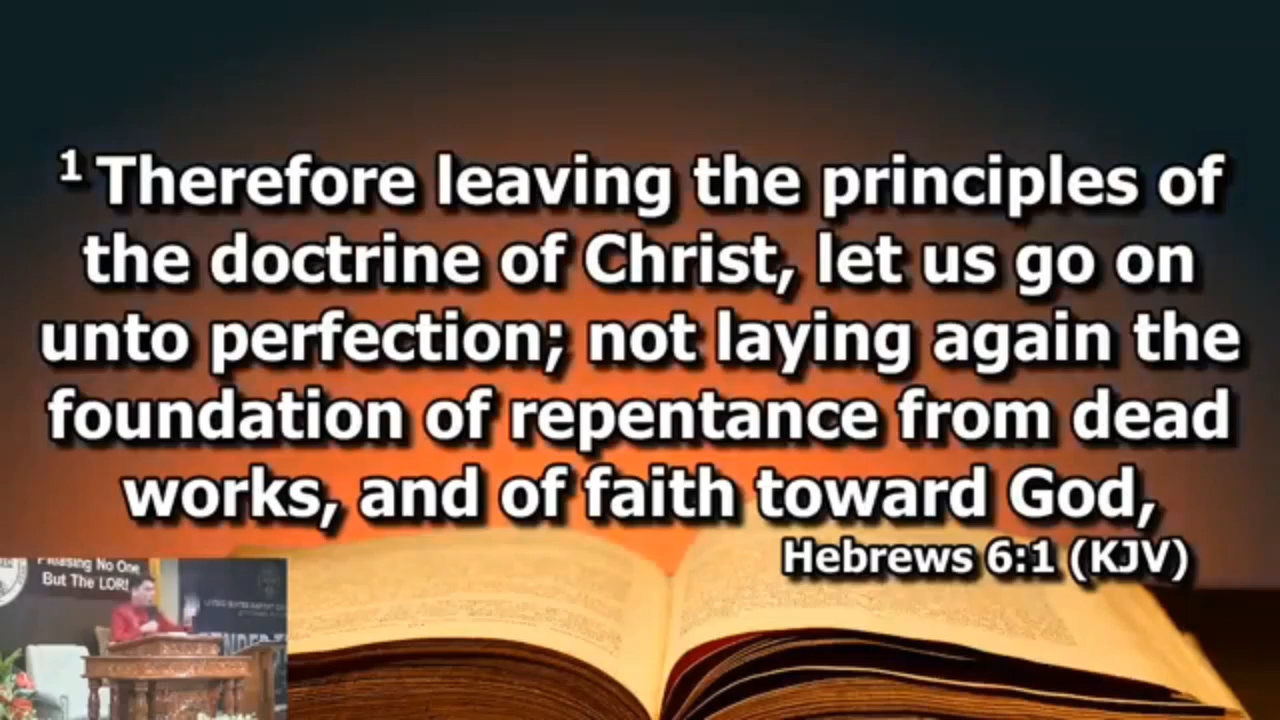 1 Therefore leaving the principles of
the doctrine of Christ, let us go on
unto perfection; not laying again the
foundation of repentance from dead
works, and of faith toward God,
Hebrews 6:1 (KJV)
Pleasing No One
But The LORD